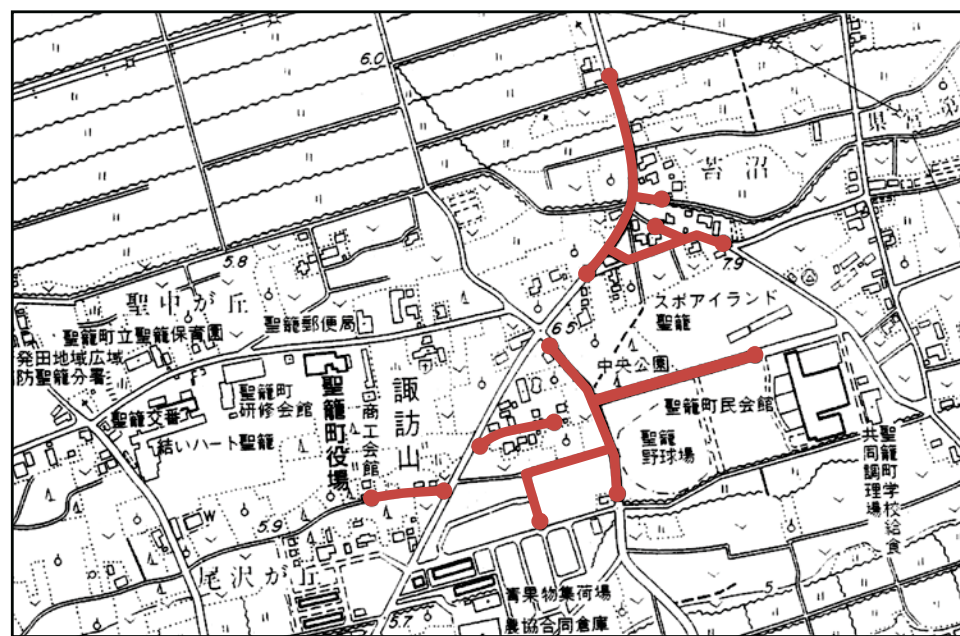 6.0
県営第
苔沼
5.8
聖中が丘
7.9
スポアイランド
聖籠
聖籠町立聖籠保育園
聖籠郵便局
6.5
発田地域広域
防聖籠分署
中央公園
聖籠町
研修会館
聖籠町役場
商工会館
諏訪山
聖籠町民会館
聖籠交番
結いハート聖籠
聖籠
野球場
聖籠町学校給食
共同調理場
W
5.9
尾沢が丘
5
青果物集荷場
5.7
農協合同倉庫